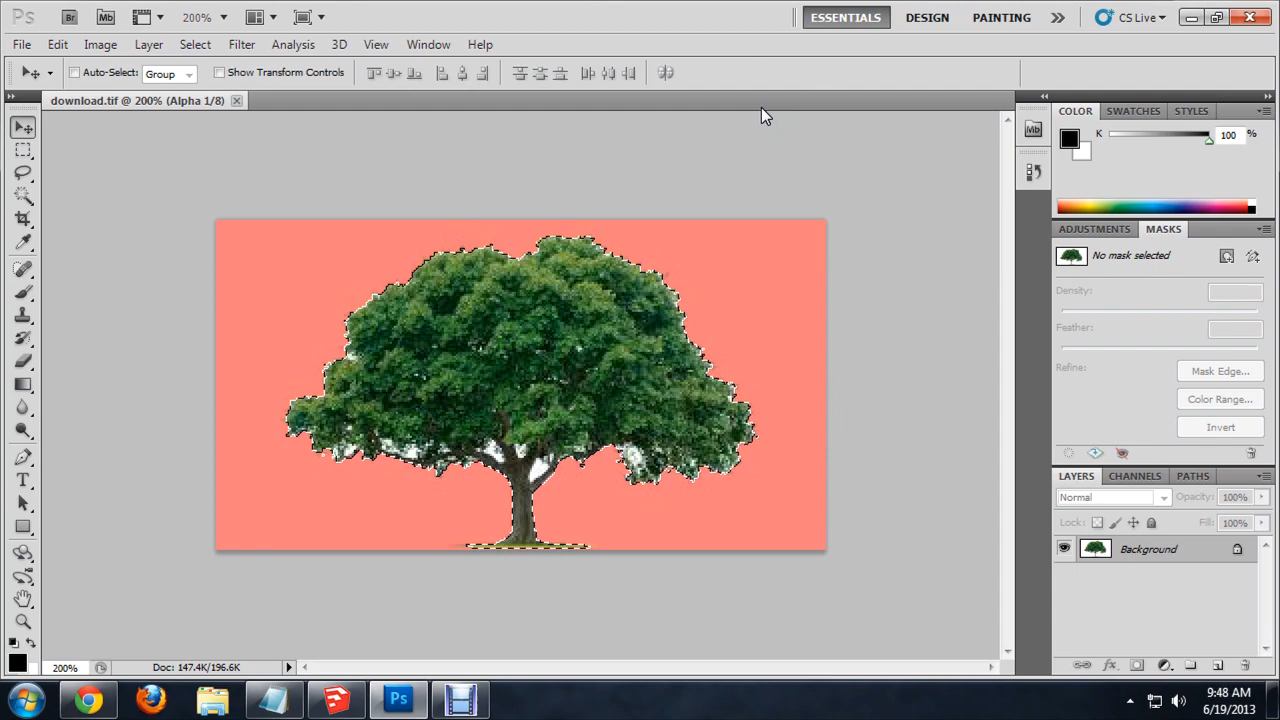 Ps Br Mb 200% ESSENTIALS DESIGN PAINTING CS Live
File Edit Image Layer Select Filter Analysis 3D View Window Help
Auto-Select: Group Show Transform Controls
download.tif @ 200% (Alpha 1/8)
COLOR SWATCHES STYLES
Mb
K 100 %
ADJUSTMENTS MASKS
No mask selected
Density:
Feather:
Refine: Mask Edge...
Color Range...
Invert
LAYERS CHANNELS PATHS
Normal Opacity: 100%
Lock: Fill: 100%
Background
T
200% Doc: 147.4K/196.6K
Ps
9:48 AM
6/19/2013